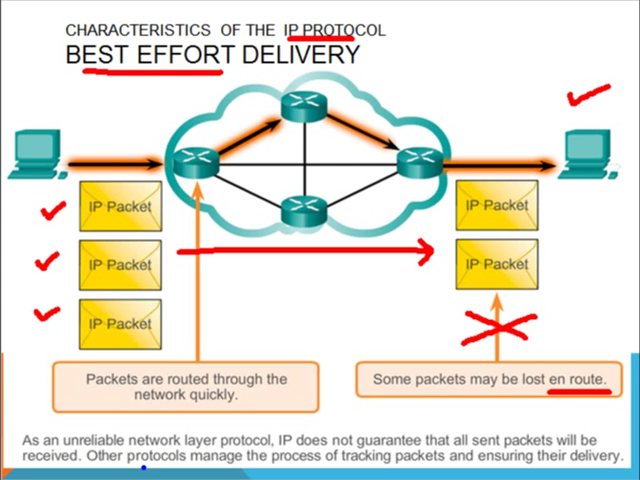 CHARACTERISTICS OF THE IP PROTOCOL
BEST EFFORT DELIVERY
IP Packet
IP Packet
IP Packet
IP Packet
IP Packet
Packets are routed through the
network quickly.
Some packets may be lost en route.
As an unreliable network layer protocol, IP does not guarantee that all sent packets will be
received. Other protocols manage the process of tracking packets and ensuring their delivery.